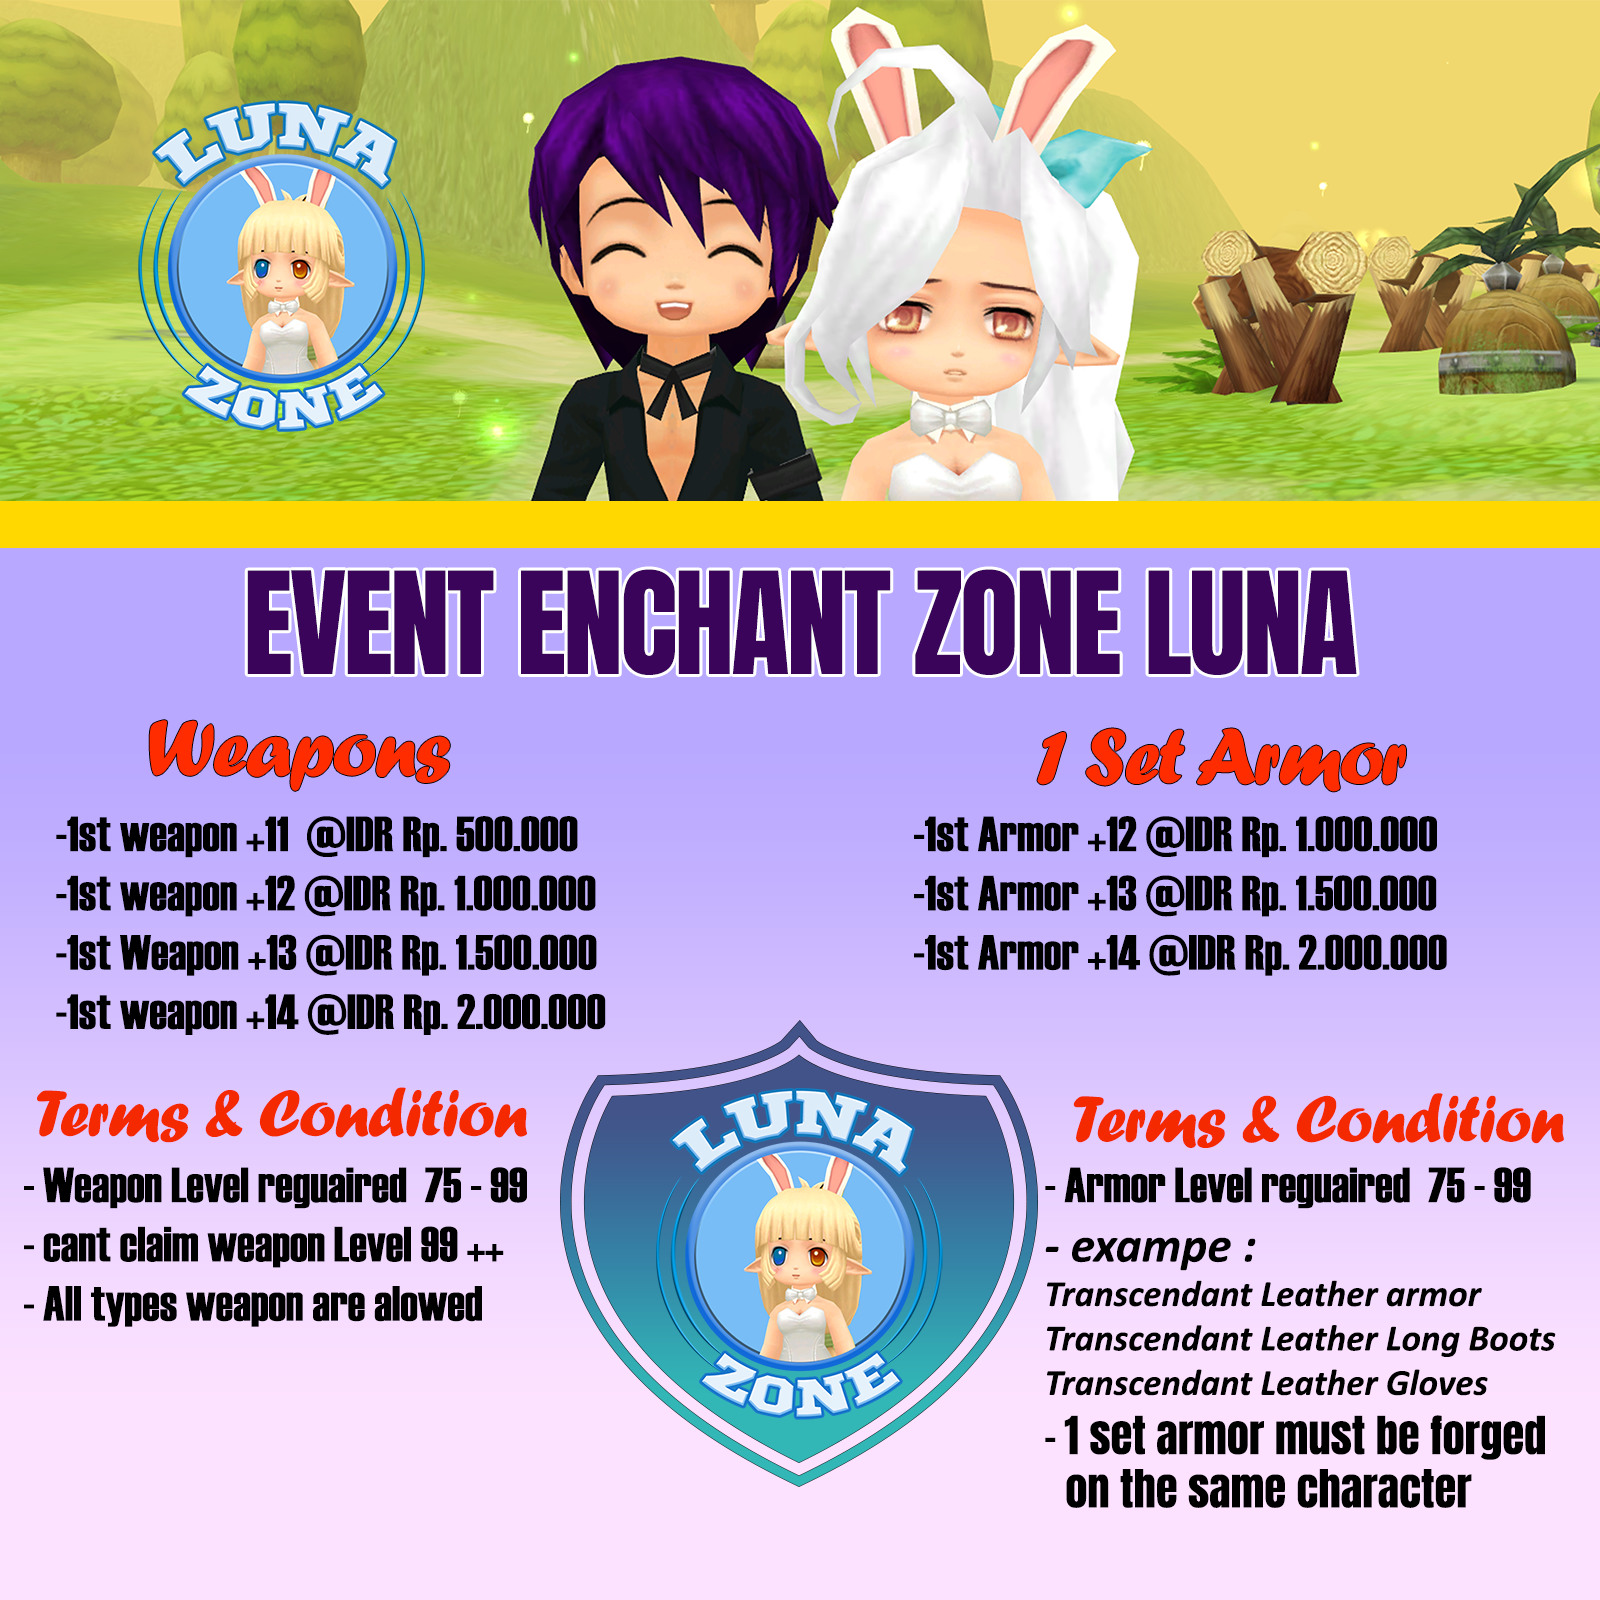 LUNA
ZONE
EVENT ENCHANT ZONE LUNA
Weapons
-1st weapon +11 @IDR Rp. 500.000
-1st weapon +12 @IDR Rp. 1.000.000
-1st Weapon +13 @IDR Rp. 1.500.000
-1st weapon +14 @IDR Rp. 2.000.000
1 Set Armor
-1st Armor +12 @IDR Rp. 1.000.000
-1st Armor +13 @IDR Rp. 1.500.000
-1st Armor +14 @IDR Rp. 2.000.000
Terms & Condition
- Weapon Level reguaired 75 - 99
- cant claim weapon Level 99 ++
- All types weapon are alowed
LUNA
ZONE
Terms & Condition
- Armor Level reguaired 75 - 99
- exampe :
Transcendant Leather armor
Transcendant Leather Long Boots
Transcendant Leather Gloves
- 1 set armor must be forged
on the same character